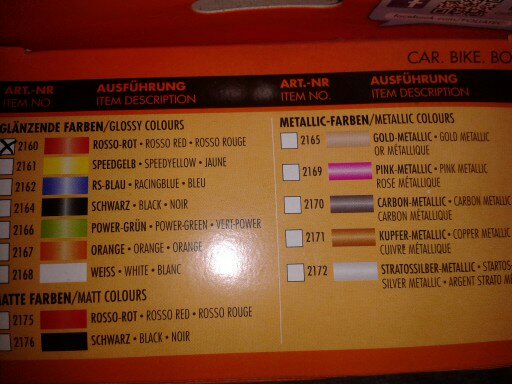 CAR. BIKE. BO
ART.-NR AUSFÜHRUNG
ITEM NO. ITEM DESCRIPTION
ART.-NR AUSFÜHRUNG
ITEM NO. ITEM DESCRIPTION
GLÄNZENDE FARBEN/GLOSSY COLOURS
2160 ROSSO-ROT • ROSSO RED • ROSSO ROUGE
2161 SPEEDGELB • SPEEDYELLOW • JAUNE
2162 RS-BLAU • RACINGBLUE • BLEU
2164 SCHWARZ • BLACK • NOIR
2166 POWER-GRÜN • POWER-GREEN • VERT-POWER
2167 ORANGE • ORANGE • ORANGE
2168 WEISS • WHITE • BLANC
MATTE FARBEN/MATT COLOURS
2175 ROSSO-ROT • ROSSO RED • ROSSO ROUGE
2176 SCHWARZ • BLACK • NOIR
METALLIC-FARBEN/METALLIC COLOURS
2165 GOLD-METALLIC • GOLD METALLIC
OR MÉTALLIQUE
2169 PINK-METALLIC • PINK METALLIC
ROSE MÉTALLIQUE
2170 CARBON-METALLIC • CARBON METALLIC
CARBON MÉTALLIQUE
2171 KUPFER-METALLIC • COPPER METALLIC
CUIVRE MÉTALLIQUE
2172 STRATOSSILBER-METALLIC • STARTOS-
SILVER METALLIC • ARGENT STRATO MÉ